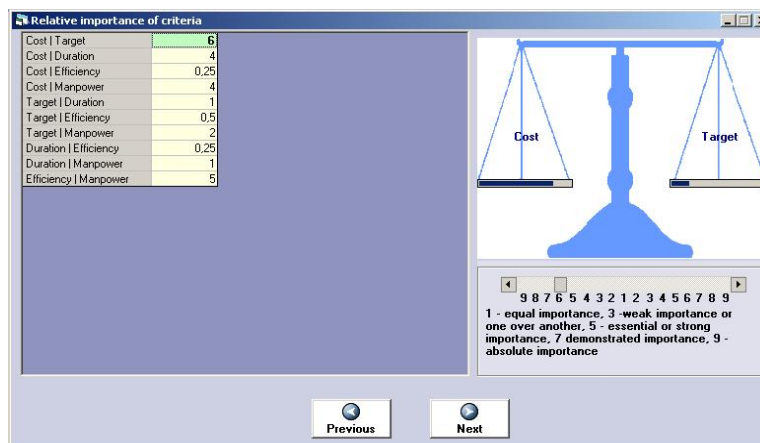 Relative importance of criteria
Cost | Target 6
Cost | Duration 4
Cost | Efficiency 0,25
Cost | Manpower 4
Target | Duration 1
Target | Efficiency 0,5
Target | Manpower 2
Duration | Efficiency 0,25
Duration | Manpower 1
Efficiency | Manpower 5
Cost Target
9 8 7 6 5 4 3 2 1 2 3 4 5 6 7 8 9
1 - equal importance, 3 -weak importance or
one over another, 5 - essential or strong
importance, 7 demonstrated importance, 9 -
absolute importance
Previous Next